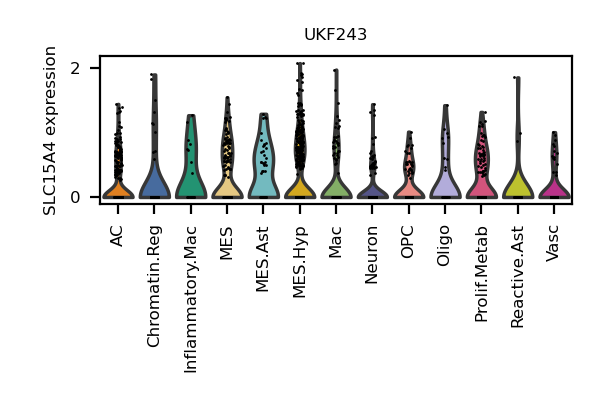 UKF243
SLC15A4 expression
2
0
AC
Chromatin.Reg
Inflammatory.Mac
MES
MES.Ast
MES.Hyp
Mac
Neuron
OPC
Oligo
Prolif.Metab
Reactive.Ast
Vasc